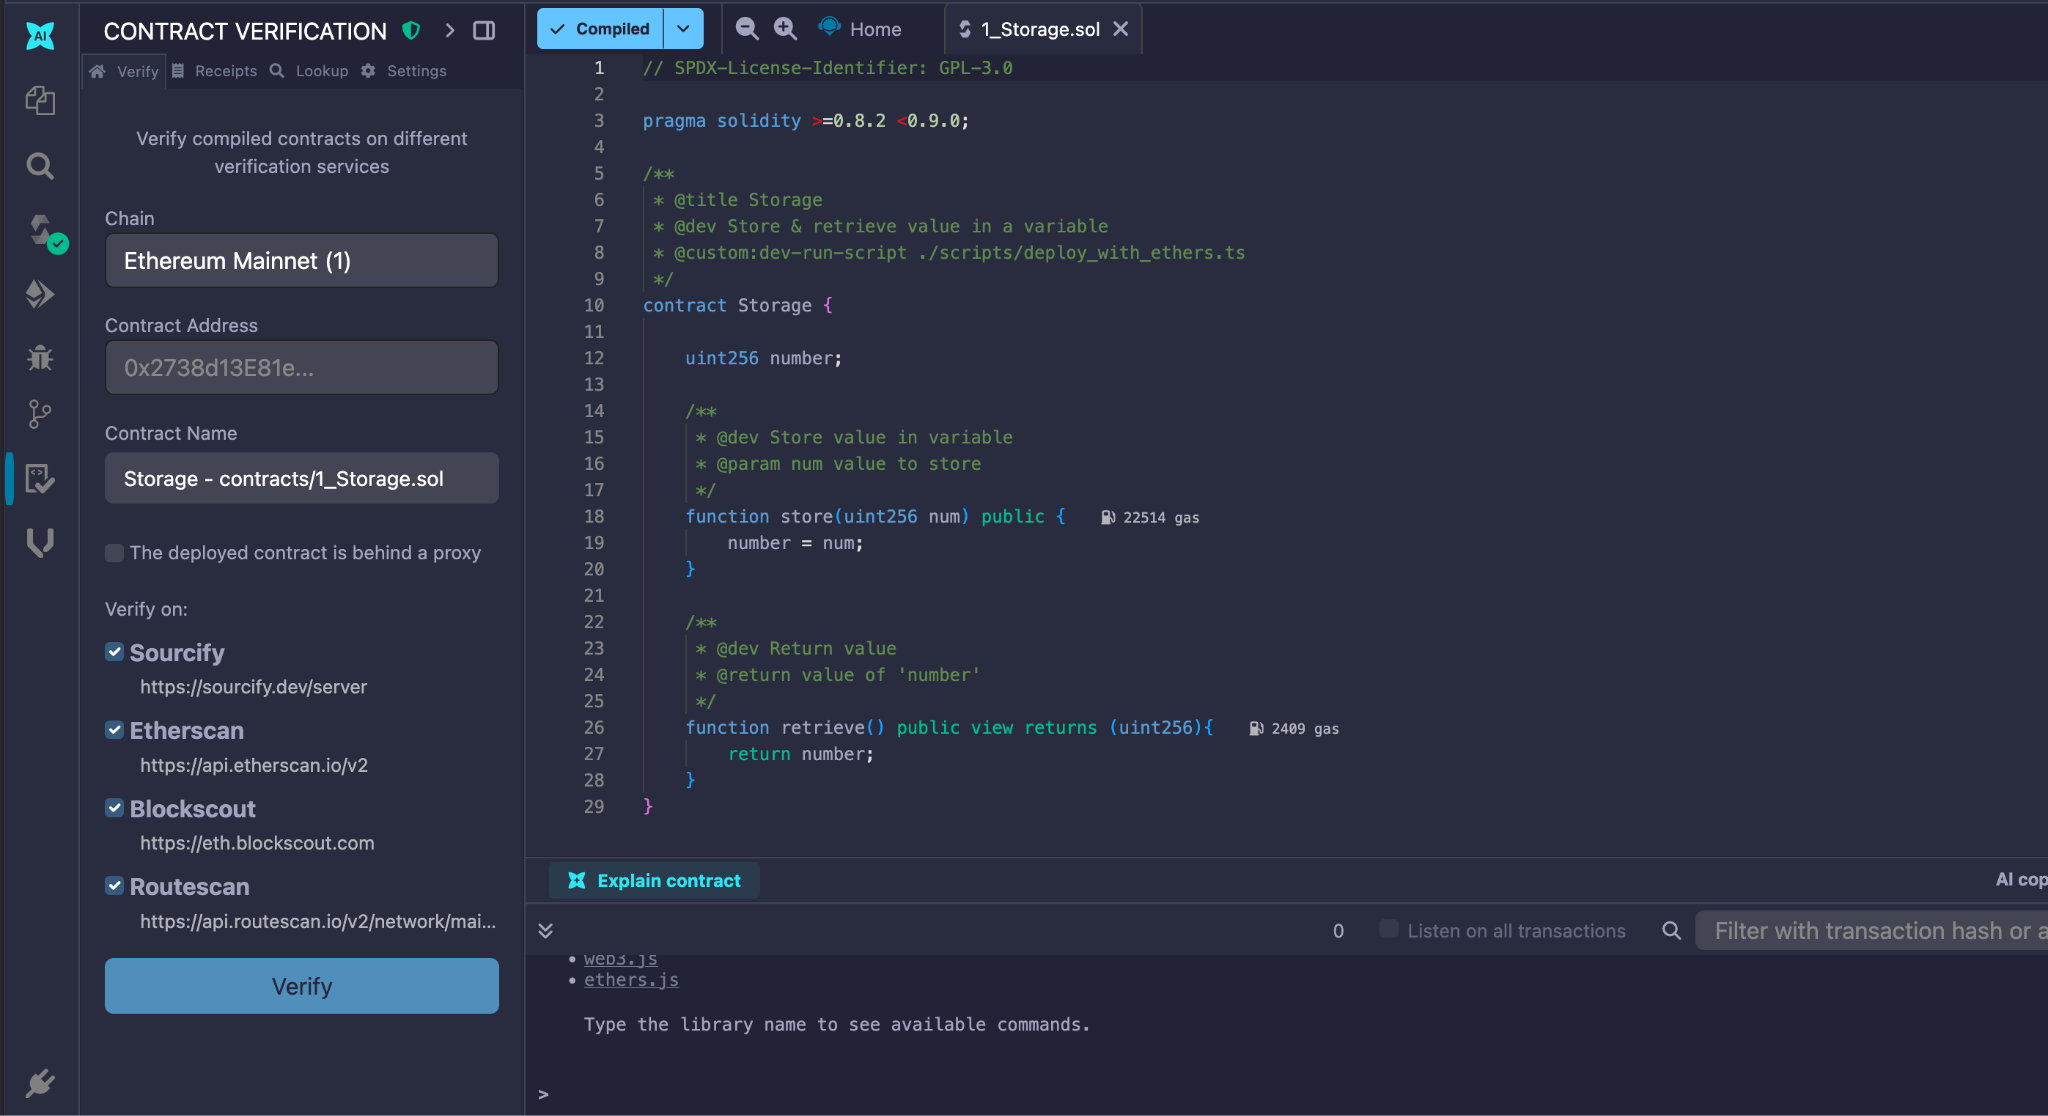 AI
CONTRACT VERIFICATION
Verify
Receipts
Lookup
Settings
Verify compiled contracts on different
verification services
Chain
Ethereum Mainnet (1)
Contract Address
0x2738d13E81e...
Contract Name
Storage - contracts/1_Storage.sol
The deployed contract is behind a proxy
Verify on:
Sourcify
https://sourcify.dev/server
Etherscan
https://api.etherscan.io/v2
Blockscout
https://eth.blockscout.com
Routescan
https://api.routescan.io/v2/network/mai...
Verify
Compiled
Home
1_Storage.sol
1 // SPDX-License-Identifier: GPL-3.0
2
3 pragma solidity >=0.8.2 <0.9.0;
4
5 /**
6 * @title Storage
7 * @dev Store & retrieve value in a variable
8 * @custom:dev-run-script ./scripts/deploy_with_ethers.ts
9 */
10 contract Storage {
11
12 uint256 number;
13
14 /**
15 * @dev Store value in variable
16 * @param num value to store
17 */
18 function store(uint256 num) public { 22514 gas
19 number = num;
20 }
21
22 /**
23 * @dev Return value
24 * @return value of 'number'
25 */
26 function retrieve() public view returns (uint256){ 2409 gas
27 return number;
28 }
29 }
Explain contract
AI cop
0
Listen on all transactions
Filter with transaction hash or a
• web3.js
• ethers.js
Type the library name to see available commands.
>